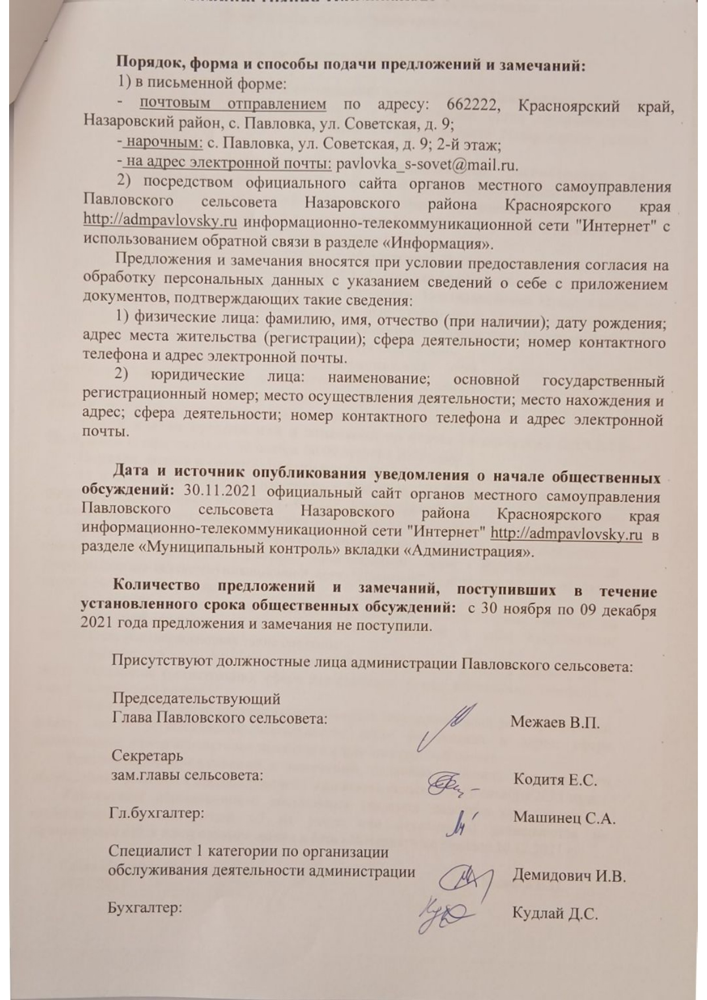 Порядок, форма и способы подачи предложений и замечаний:
1) в письменной форме:
- почтовым отправлением по адресу: 662222, Красноярский край,
Назаровский район, с. Павловка, ул. Советская, д. 9;
- нарочным: с. Павловка, ул. Советская, д. 9; 2-й этаж;
- на адрес электронной почты: pavlovka_s-sovet@mail.ru.
2) посредством официального сайта органов местного самоуправления
Павловского сельсовета Назаровского района Красноярского края
http://admpavlovsky.ru информационно-телекоммуникационной сети "Интернет" с
использованием обратной связи в разделе «Информация».
Предложения и замечания вносятся при условии предоставления согласия на
обработку персональных данных с указанием сведений о себе с приложением
документов, подтверждающих такие сведения:
1) физические лица: фамилию, имя, отчество (при наличии); дату рождения;
адрес места жительства (регистрации); сфера деятельности; номер контактного
телефона и адрес электронной почты.
2) юридические лица: наименование; основной государственный
регистрационный номер; место осуществления деятельности; место нахождения и
адрес; сфера деятельности; номер контактного телефона и адрес электронной
почты.
Дата и источник опубликования уведомления о начале общественных
обсуждений: 30.11.2021 официальный сайт органов местного самоуправления
Павловского сельсовета Назаровского района Красноярского края
информационно-телекоммуникационной сети "Интернет" http://admpavlovsky.ru в
разделе «Муниципальный контроль» вкладки «Администрация».
Количество предложений и замечаний, поступивших в течение
установленного срока общественных обсуждений: с 30 ноября по 09 декабря
2021 года предложения и замечания не поступили.
Присутствуют должностные лица администрации Павловского сельсовета:
Председательствующий
Глава Павловского сельсовета: Межаев В.П.
Секретарь
зам.главы сельсовета: Кодитя Е.С.
Гл.бухгалтер: Машинец С.А.
Специалист 1 категории по организации
обслуживания деятельности администрации Демидович И.В.
Бухгалтер: Кудлай Д.С.